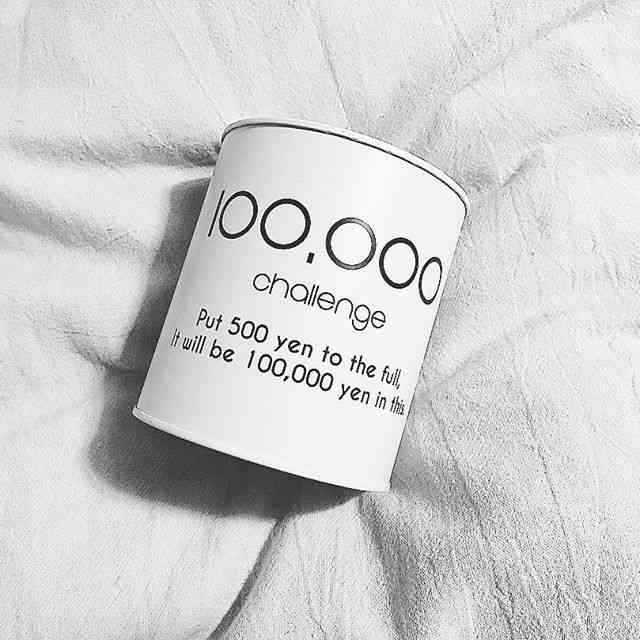 100,000
challenge
Put 500 yen to the full,
It will be 100,000 yen in this.